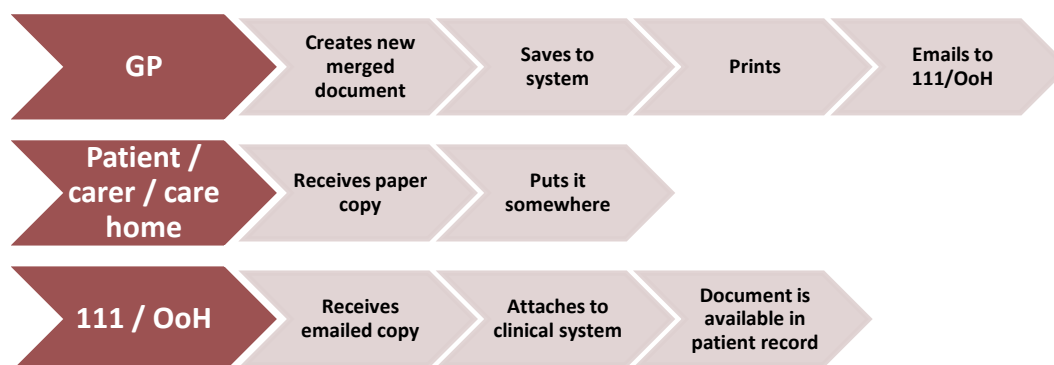 GP
Creates new
merged
document
Saves to
system
Prints
Emails to
111/OoH
Patient /
carer / care
home
Receives paper
copy
Puts it
somewhere
111 / OoH
Receives
emailed copy
Attaches to
clinical system
Document is
available in
patient record